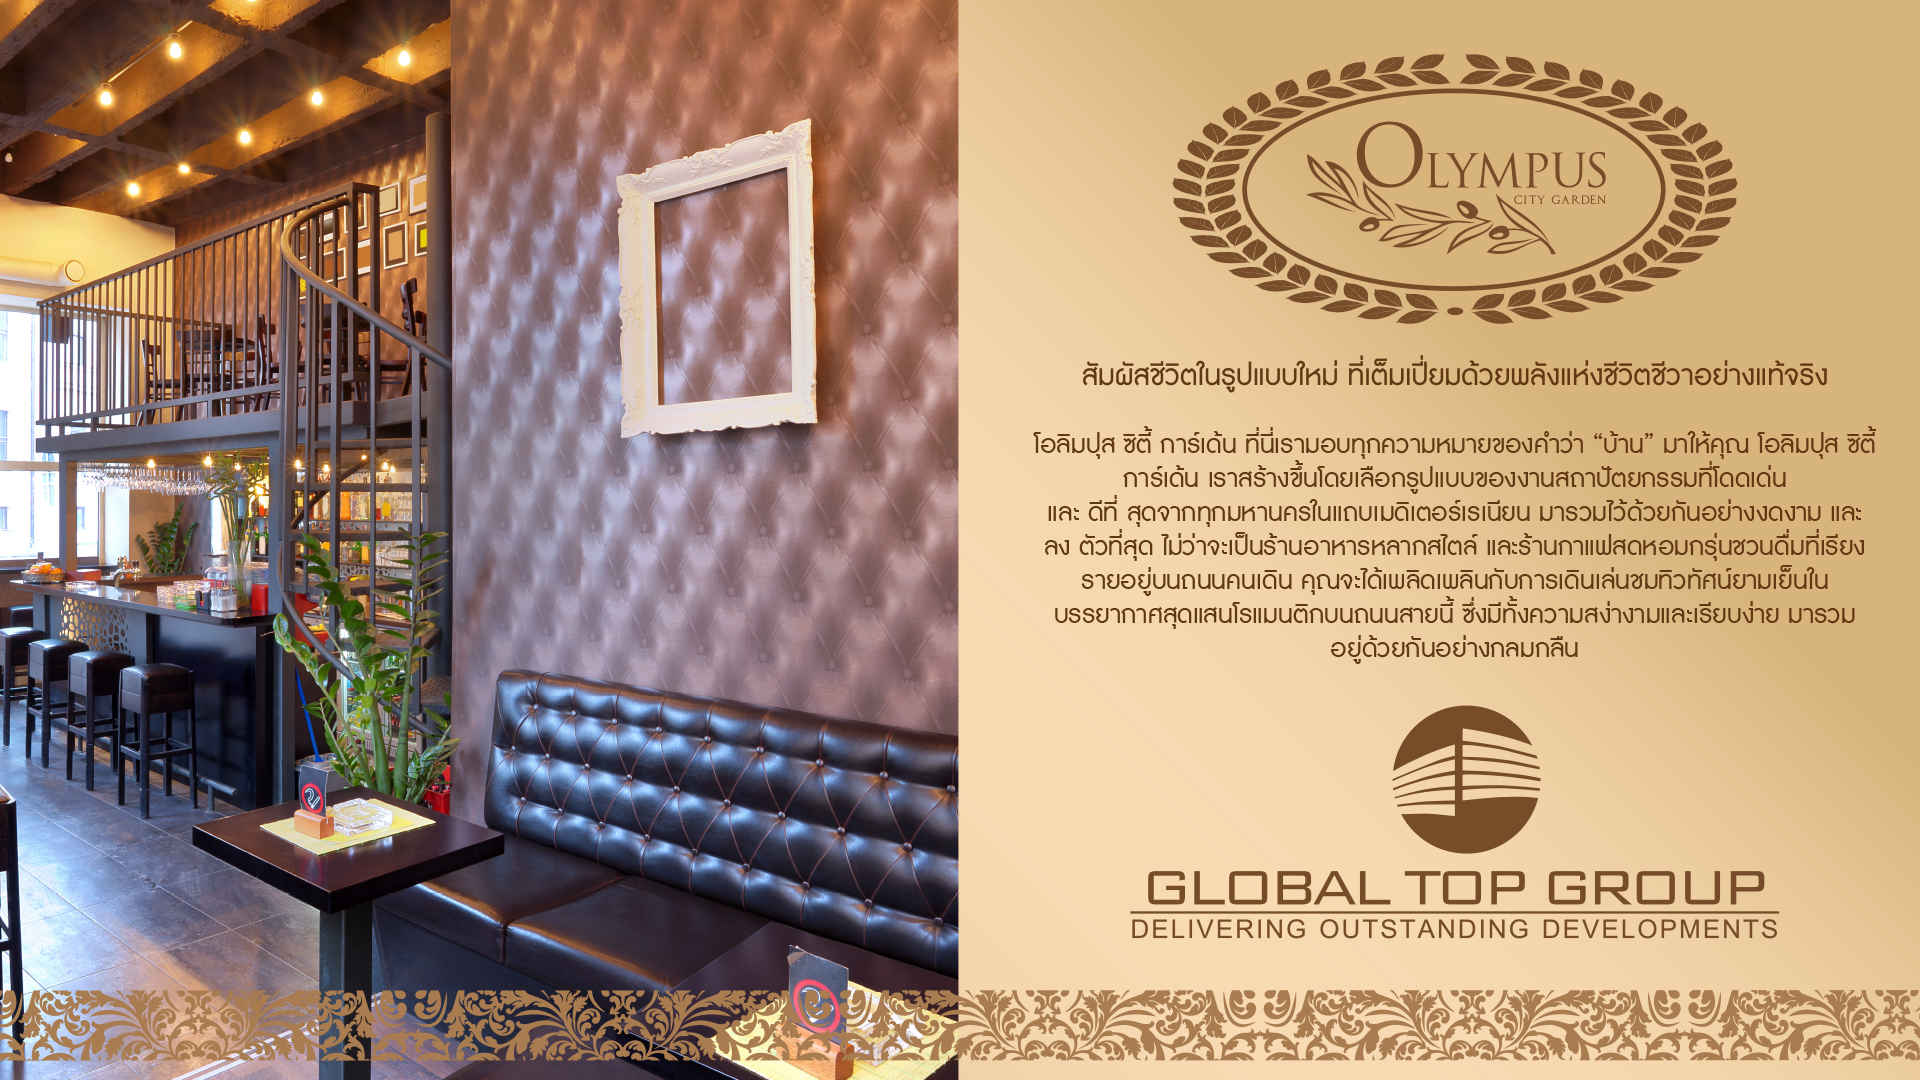 OLYMPUS
CITY GARDEN
สัมผัสชีวิตในรูปแบบใหม่ ที่เต็มเปี่ยมด้วยพลังแห่งชีวิตชีวาอย่างแท้จริง
โอลิมปุส ซิตี้ การ์เด้น ที่นี่เรามอบทุกความหมายของคำว่า “บ้าน” มาให้คุณ โอลิมปุส ซิตี้
การ์เด้น เราสร้างขึ้นโดยเลือกรูปแบบของงานสถาปัตยกรรมที่โดดเด่น
และ ดีที่ สุดจากทุกมหานครในแถบเมดิเตอร์เรเนียน มารวมไว้ด้วยกันอย่างงดงาม และ
ลง ตัวที่สุด ไม่ว่าจะเป็นร้านอาหารหลากสไตล์ และร้านกาแฟสดหอมกรุ่นชวนดื่มที่เรียง
รายอยู่บนถนนคนเดิน คุณจะได้เพลิดเพลินกับการเดินเล่นชมทิวทัศน์ยามเย็นใน
บรรยากาศสุดแสนโรแมนติกบนถนนสายนี้ ซึ่งมีทั้งความสง่างามและเรียบง่าย มารวม
อยู่ด้วยกันอย่างกลมกลืน
GLOBAL TOP GROUP
DELIVERING OUTSTANDING DEVELOPMENTS